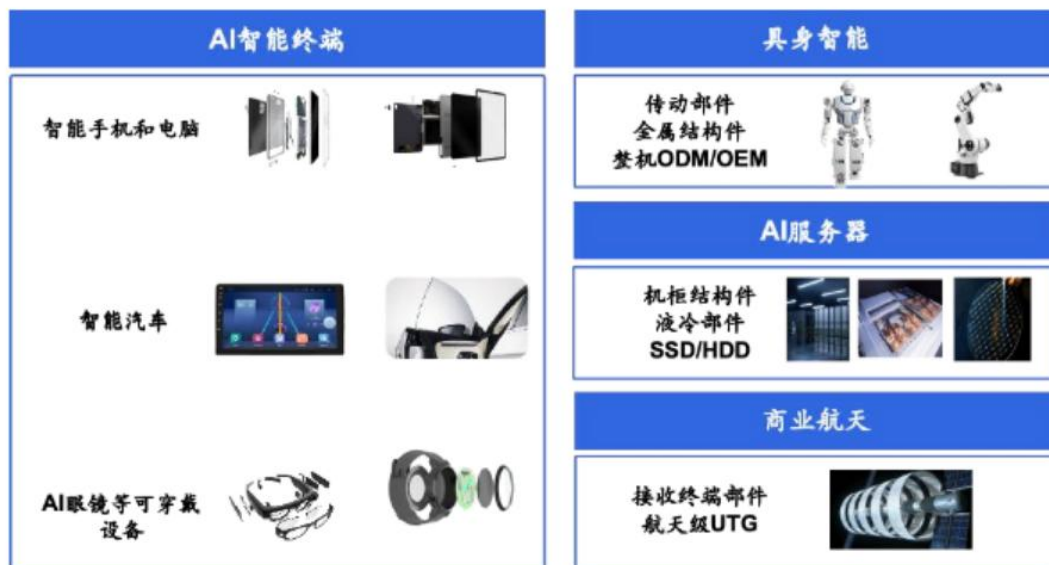 AI智能终端
智能手机和电脑
智能汽车
AI眼镜等可穿戴
设备
具身智能
传动部件
金属结构件
整机ODM/OEM
AI服务器
机柜结构件
液冷部件
SSD/HDD
商业航天
接收终端部件
航天级UTG